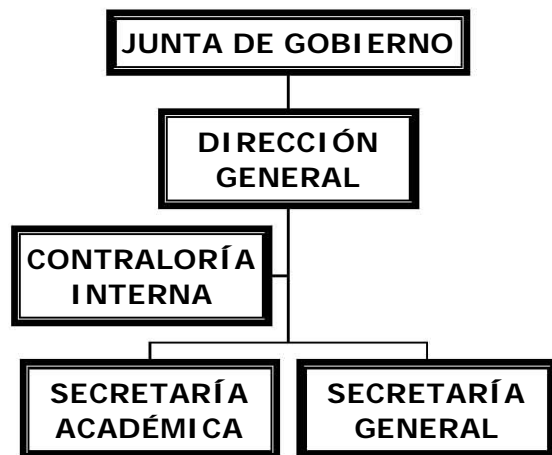 JUNTA DE GOBIERNO
DIRECCIÓN
GENERAL
CONTRALORÍA
INTERNA
SECRETARÍA
ACADÉMICA
SECRETARÍA
GENERAL